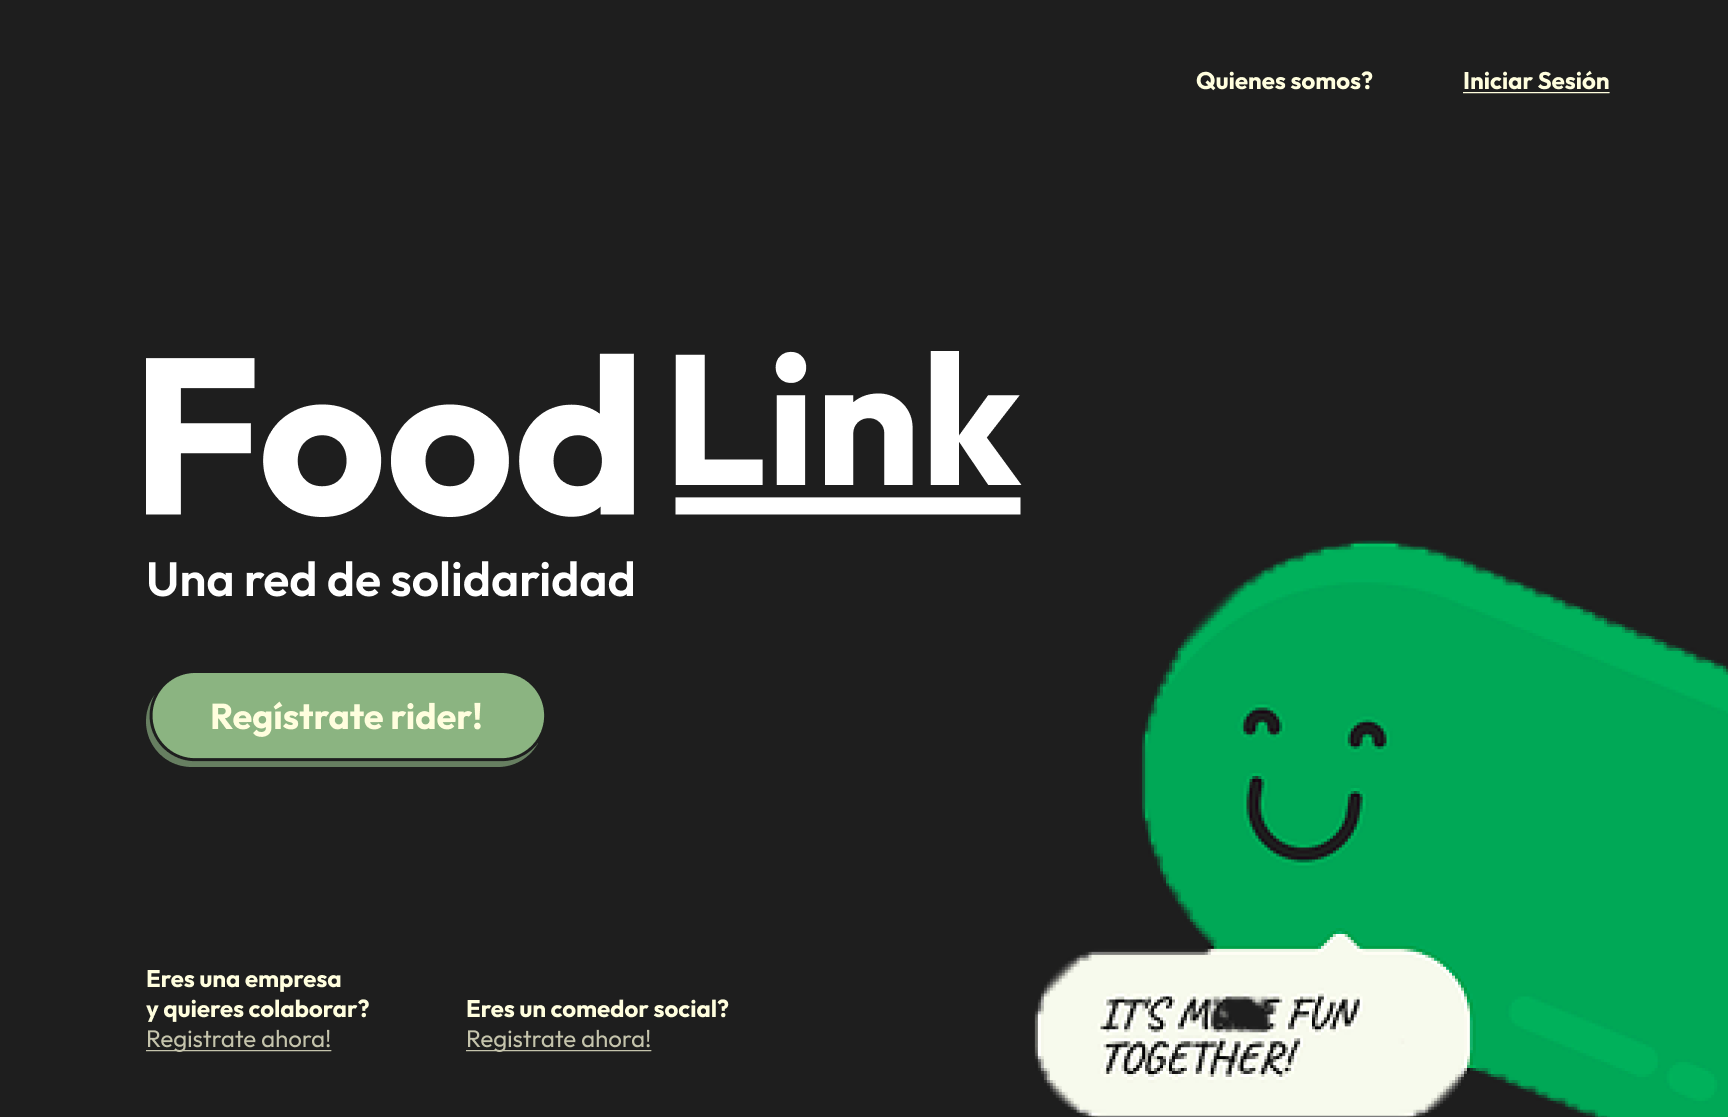 Quienes somos?
Iniciar Sesión
Food Link
Una red de solidaridad
Regístrate rider!
Eres una empresa
y quieres colaborar?
Registrate ahora!
Eres un comedor social?
Registrate ahora!
IT'S FUN
TOGETHER!